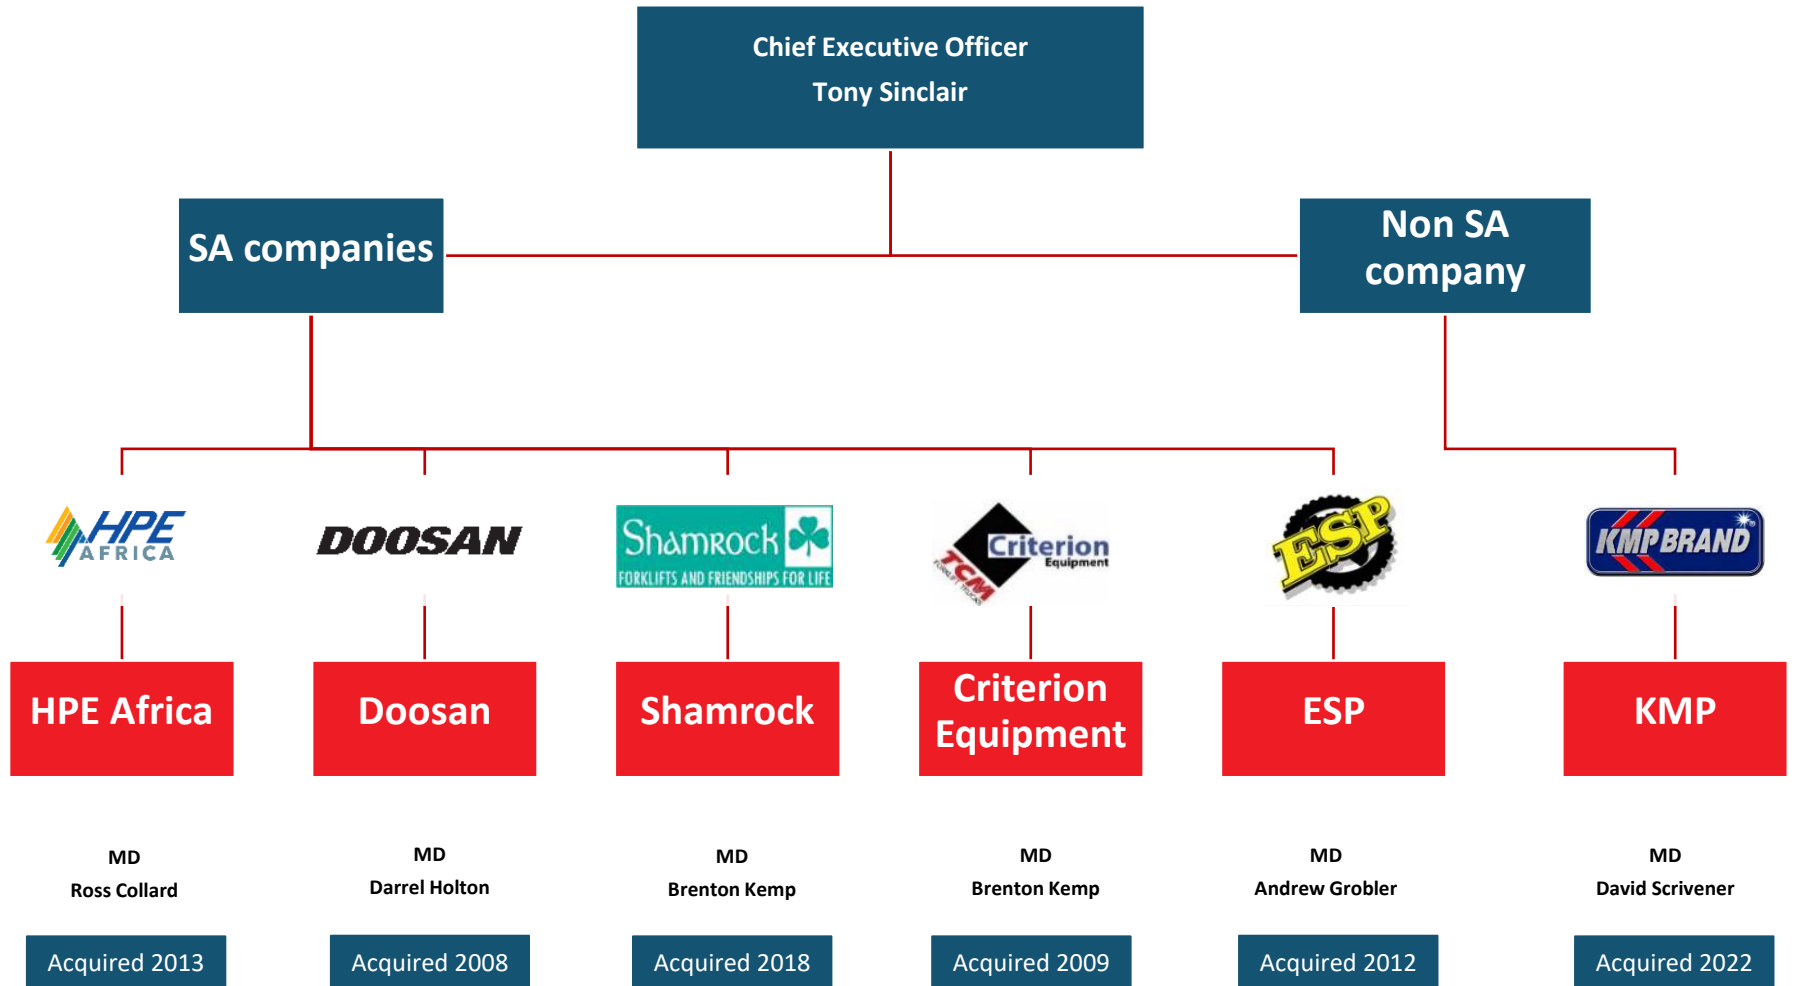 Chief Executive Officer
Tony Sinclair
SA companies
Non SA
company
HPE
AFRICA
DOOSAN
Shamrock
FORKLIFTS AND FRIENDSHIPS FOR LIFE
Criterion
Equipment
TCM
FORKLIFT TRUCKS
ESP
KMP BRAND
HPE Africa
Doosan
Shamrock
Criterion
Equipment
ESP
KMP
MD
Ross Collard
MD
Darrel Holton
MD
Brenton Kemp
MD
Brenton Kemp
MD
Andrew Grobler
MD
David Scrivener
Acquired 2013
Acquired 2008
Acquired 2018
Acquired 2009
Acquired 2012
Acquired 2022